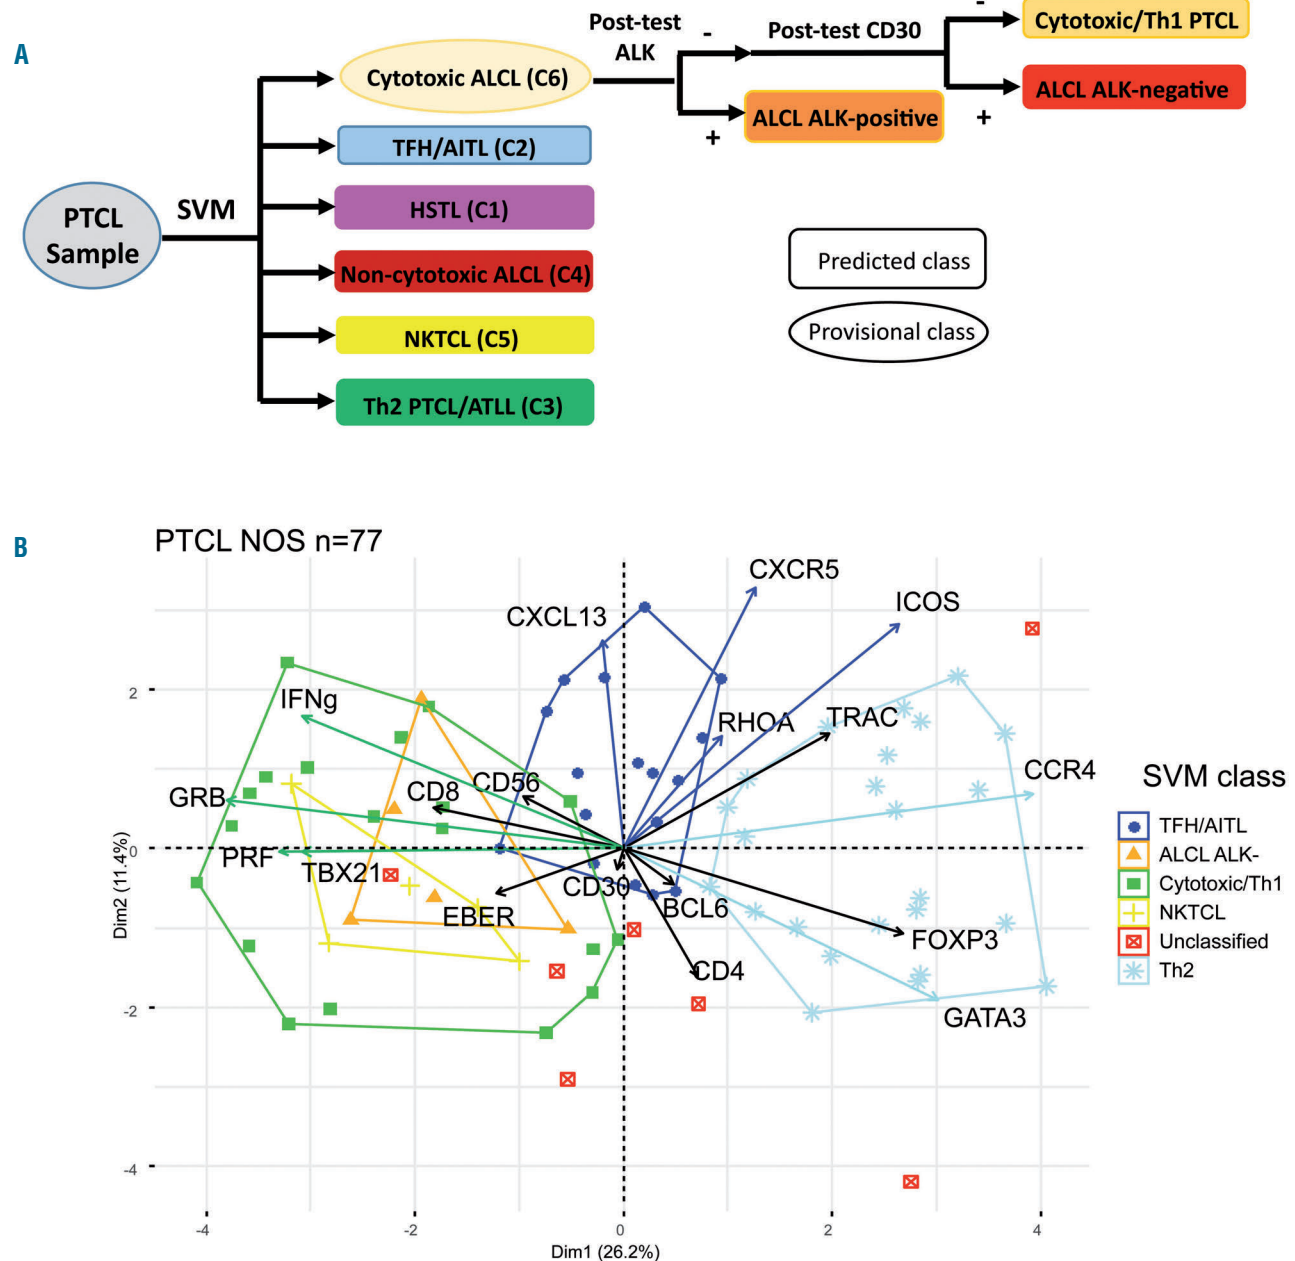 A
PTCL
Sample
SVM
Cytotoxic ALCL (C6)
TFH/AITL (C2)
HSTL (C1)
Non-cytotoxic ALCL (C4)
NKTCL (C5)
Th2 PTCL/ATLL (C3)
Post-test
ALK
-
+
ALCL ALK-positive
Post-test CD30
-
+
Cytotoxic/Th1 PTCL
ALCL ALK-negative
Predicted class
Provisional class
B
PTCL NOS n=77
CXCR5
ICOS
CXCL13
IFNg
RHOA
TRAC
CCR4
GRB
CD8
CD56
PRF
TBX21
EBER
CD30
BCL6
CD4
FOXP3
GATA3
2
0
-2
-4
Dim2 (11.4%)
-4
-2
0
2
4
Dim1 (26.2%)
SVM class
TFH/AITL
ALCL ALK-
Cytotoxic/Th1
NKTCL
Unclassified
Th2